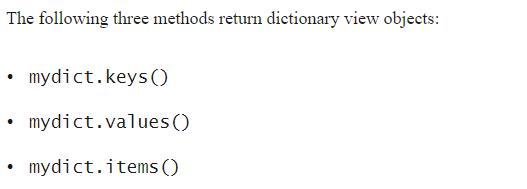 The following three methods return dictionary view objects:
• mydict.keys()
• mydict.values()
• mydict.items()